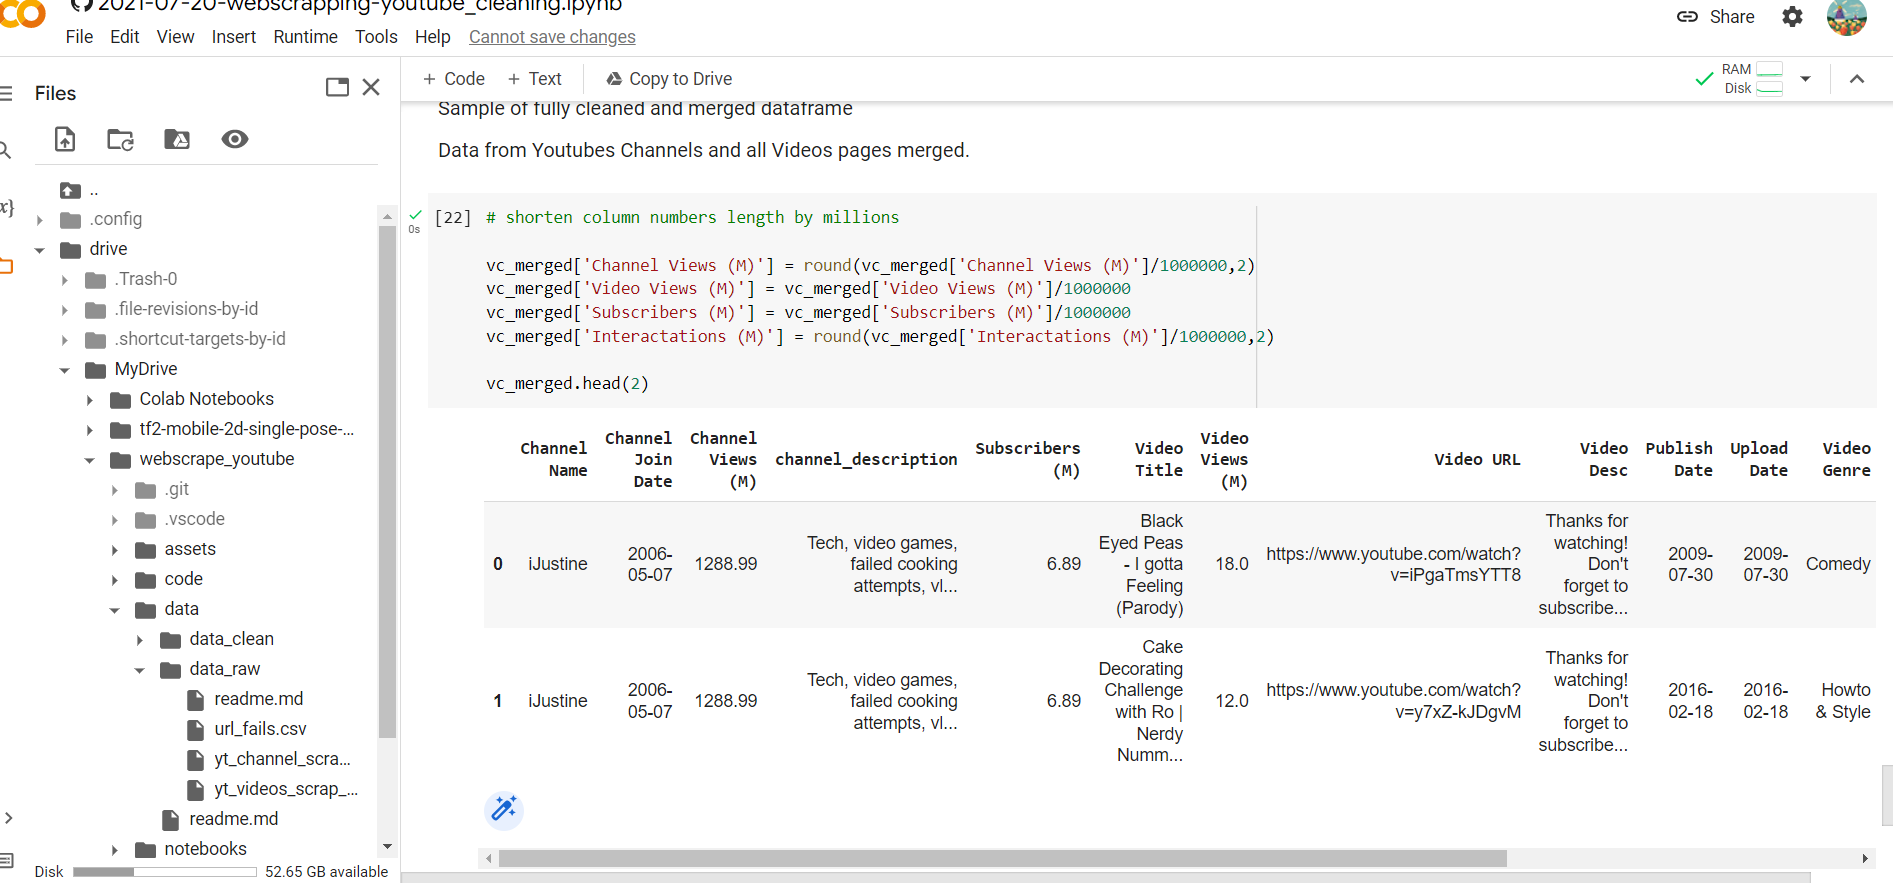 2021-07-20-webscrapping-youtube_cleaning.ipynb
File Edit View Insert Runtime Tools Help Cannot save changes
Share
Files
+ Code + Text Copy to Drive
RAM
Disk
..
.config
drive
.Trash-0
.file-revisions-by-id
.shortcut-targets-by-id
MyDrive
Colab Notebooks
tf2-mobile-2d-single-pose-...
webscrape_youtube
.git
.vscode
assets
code
data
data_clean
data_raw
readme.md
url_fails.csv
yt_channel_scra...
yt_videos_scrap_...
readme.md
notebooks
Disk 52.65 GB available
Sample of fully cleaned and merged dataframe
Data from Youtubes Channels and all Videos pages merged.
0s
[22] # shorten column numbers length by millions
vc_merged['Channel Views (M)'] = round(vc_merged['Channel Views (M)']/1000000,2)
vc_merged['Video Views (M)'] = vc_merged['Video Views (M)']/1000000
vc_merged['Subscribers (M)'] = vc_merged['Subscribers (M)']/1000000
vc_merged['Interactations (M)'] = round(vc_merged['Interactations (M)']/1000000,2)
vc_merged.head(2)
Channel
Name
Channel
Join
Date
Channel
Views
(M)
channel_description
Subscribers
(M)
Video
Title
Video
Views
(M)
Video URL
Video
Desc
Publish
Date
Upload
Date
Video
Genre
0
iJustine
2006-
05-07
1288.99
Tech, video games,
failed cooking
attempts, vl...
6.89
Black
Eyed Peas
- I gotta
Feeling
(Parody)
18.0
https://www.youtube.com/watch?
v=iPgaTmsYTT8
Thanks for
watching!
Don't
forget to
subscribe...
2009-
07-30
2009-
07-30
Comedy
1
iJustine
2006-
05-07
1288.99
Tech, video games,
failed cooking
attempts, vl...
6.89
Cake
Decorating
Challenge
with Ro |
Nerdy
Numm...
12.0
https://www.youtube.com/watch?
v=y7xZ-kJDgvM
Thanks for
watching!
Don't
forget to
subscribe...
2016-
02-18
2016-
02-18
Howto
& Style